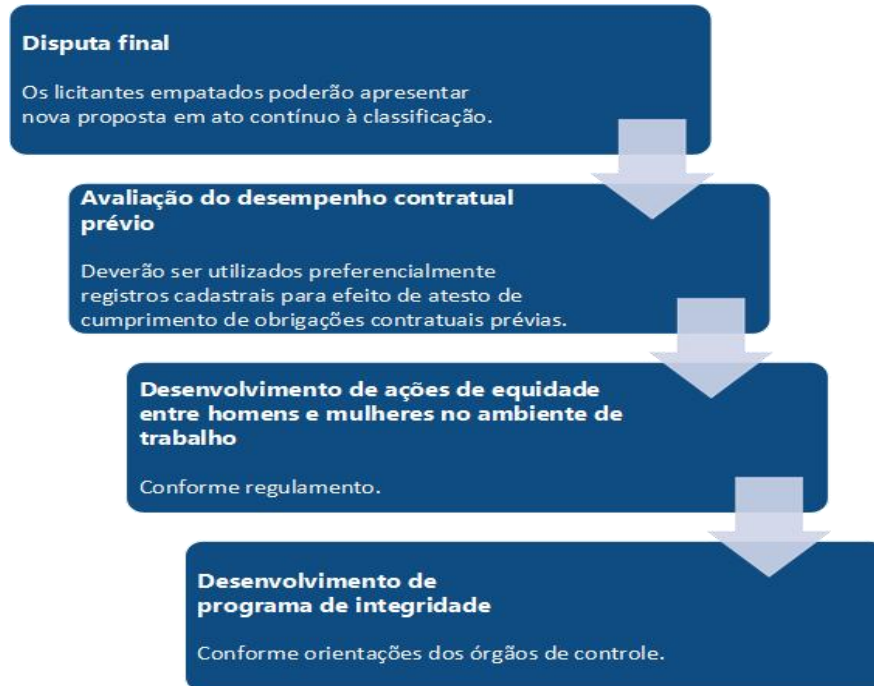 Disputa final
Os licitantes empatados poderão apresentar
nova proposta em ato contínuo à classificação.
Avaliação do desempenho contratual
prévio
Deverão ser utilizados preferencialmente
registros cadastrais para efeito de atesto de
cumprimento de obrigações contratuais prévias.
Desenvolvimento de ações de equidade
entre homens e mulheres no ambiente de
trabalho
Conforme regulamento.
Desenvolvimento de
programa de integridade
Conforme orientações dos órgãos de controle.